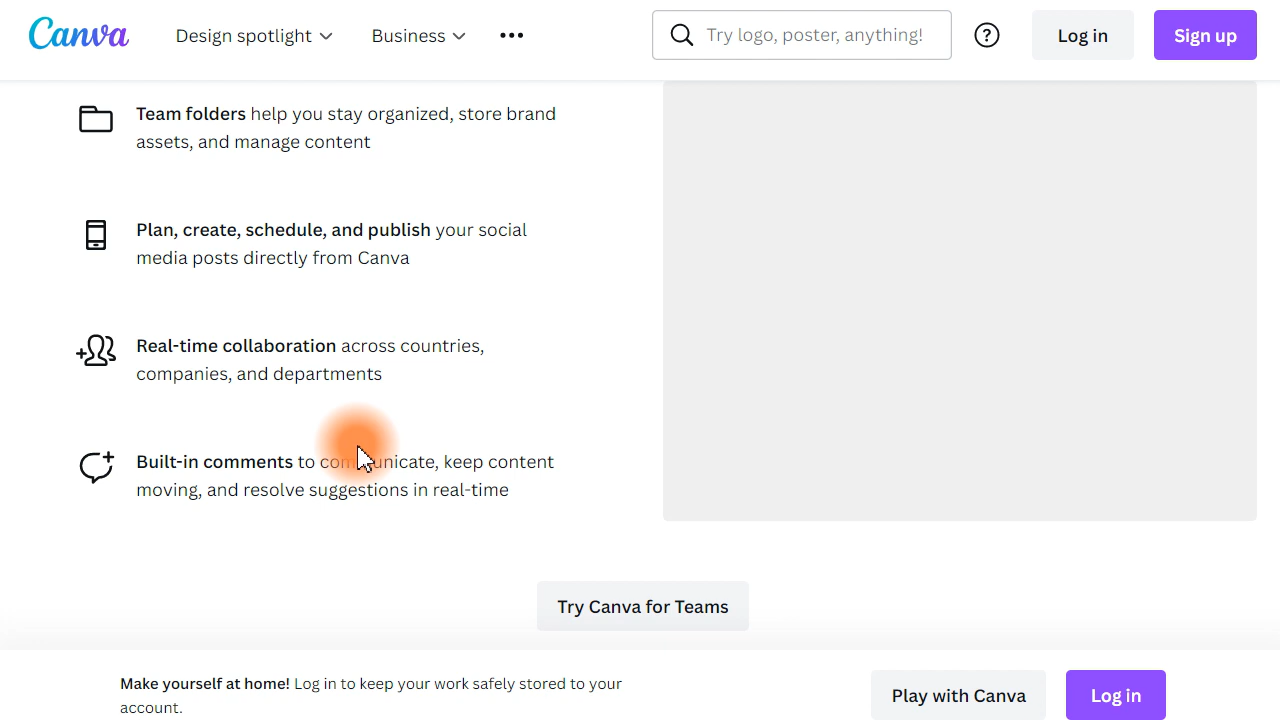 Canva Design spotlight Business ••• Try logo, poster, anything! ? Log in Sign up
Team folders help you stay organized, store brand
assets, and manage content
Plan, create, schedule, and publish your social
media posts directly from Canva
Real-time collaboration across countries,
companies, and departments
Built-in comments to communicate, keep content
moving, and resolve suggestions in real-time
Try Canva for Teams
Make yourself at home! Log in to keep your work safely stored to your
account.
Play with Canva Log in